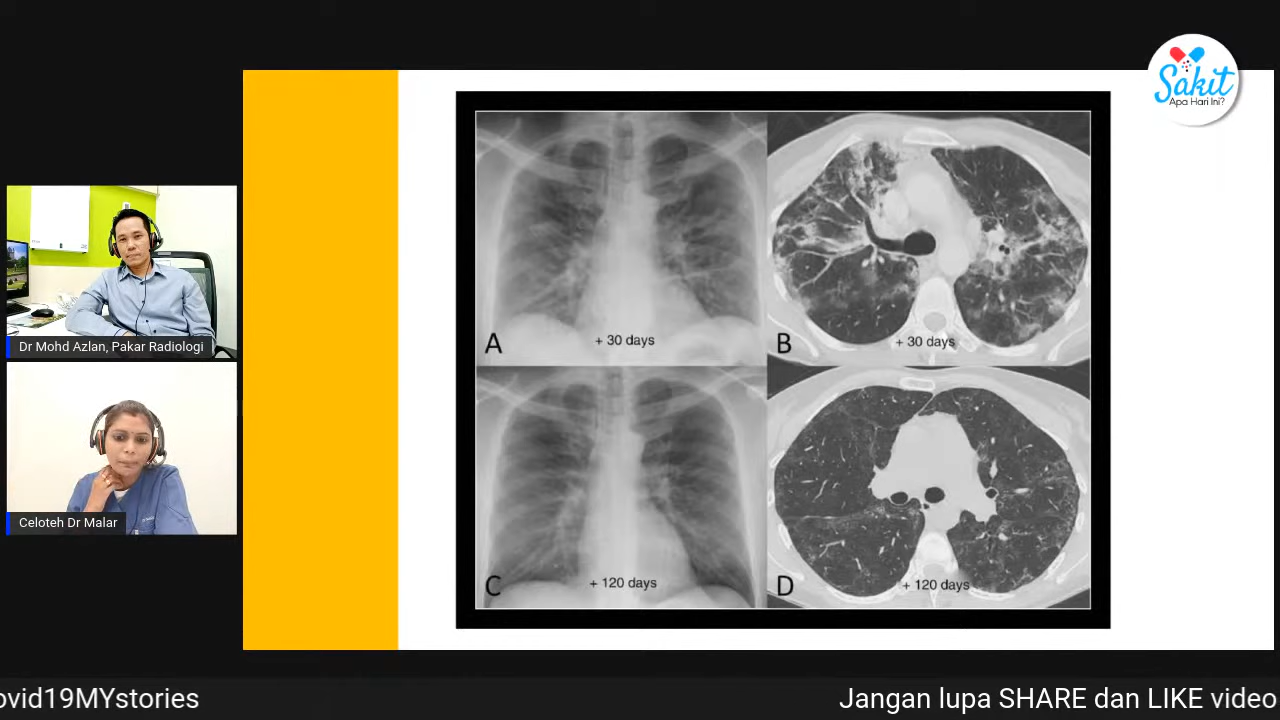 Sakit
Apa Hari Ini?
A
+ 30 days
B
+ 30 days
C
+ 120 days
D
+ 120 days
Dr Mohd Azlan, Pakar Radiologi
Celoteh Dr Malar
ovid19MYstories
Jangan lupa SHARE dan LIKE video